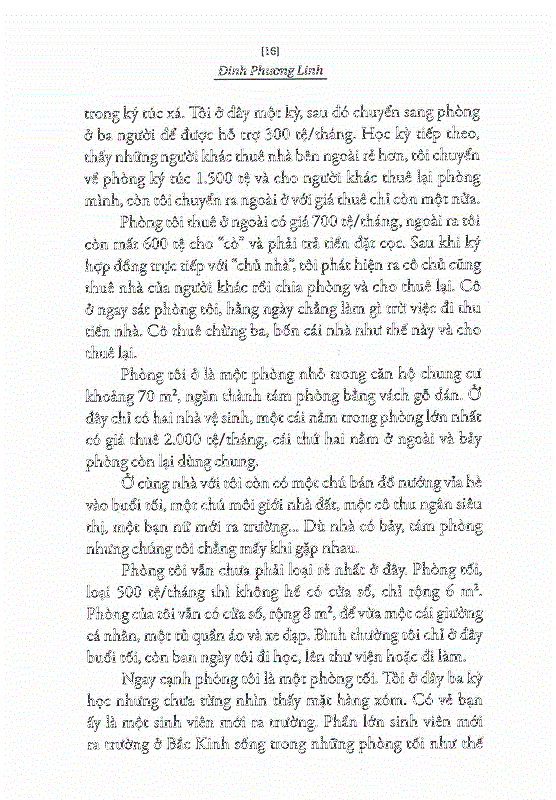 [16]
Đinh Phương Linh
trong ký túc xá. Tôi ở đây một kỳ, sau đó chuyển sang phòng
ở ba người để được hỗ trợ 300 tệ/tháng. Học kỳ tiếp theo,
thấy những người khác thuê nhà bên ngoài rẻ hơn, tôi chuyển
về phòng ký túc 1.500 tệ và cho người khác thuê lại phòng
mình, còn tôi chuyển ra ngoài ở với giá thuê chỉ còn một nửa.
Phòng tôi thuê ở ngoài có giá 700 tệ/tháng, ngoài ra tôi
còn mất 600 tệ cho “cò” và phải trả tiền đặt cọc. Sau khi ký
hợp đồng trực tiếp với “chủ nhà”, tôi phát hiện ra cô chủ cũng
thuê nhà của người khác rồi chia phòng và cho thuê lại. Cô
ở ngay sát phòng tôi, hằng ngày chẳng làm gì trừ việc đi thu
tiền nhà. Cô thuê chừng ba, bốn cái nhà như thế này và cho
thuê lại.
Phòng tôi ở là một phòng nhỏ trong căn hộ chung cư
khoảng 70 m², ngăn thành tám phòng bằng vách gỗ dán. Ở
đây chỉ có hai nhà vệ sinh, một cái nằm trong phòng lớn nhất
có giá thuê 2.000 tệ/tháng, cái thứ hai nằm ở ngoài và bảy
phòng còn lại dùng chung.
Ở cùng nhà với tôi còn có một chú bán đồ nướng vỉa hè
vào buổi tối, một chú môi giới nhà đất, một cô thu ngân siêu
thị, một bạn nữ mới ra trường... Dù nhà có bảy, tám phòng
nhưng chúng tôi chẳng mấy khi gặp nhau.
Phòng tôi vẫn chưa phải loại rẻ nhất ở đây. Phòng tối,
loại 500 tệ/tháng thì không hề có cửa sổ, chỉ rộng 6 m².
Phòng của tôi vẫn có cửa sổ, rộng 8 m², để vừa một cái giường
cá nhân, một tủ quần áo và xe đạp. Bình thường tôi chỉ ở đây
buổi tối, còn ban ngày tôi đi học, lên thư viện hoặc đi làm.
Ngay cạnh phòng tôi là một phòng tối. Tôi ở đây ba kỳ
học nhưng chưa từng nhìn thấy mặt hàng xóm. Có vẻ bạn
ấy là một sinh viên mới ra trường. Phần lớn sinh viên mới
ra trường ở Bắc Kinh sống trong những phòng tối như thế